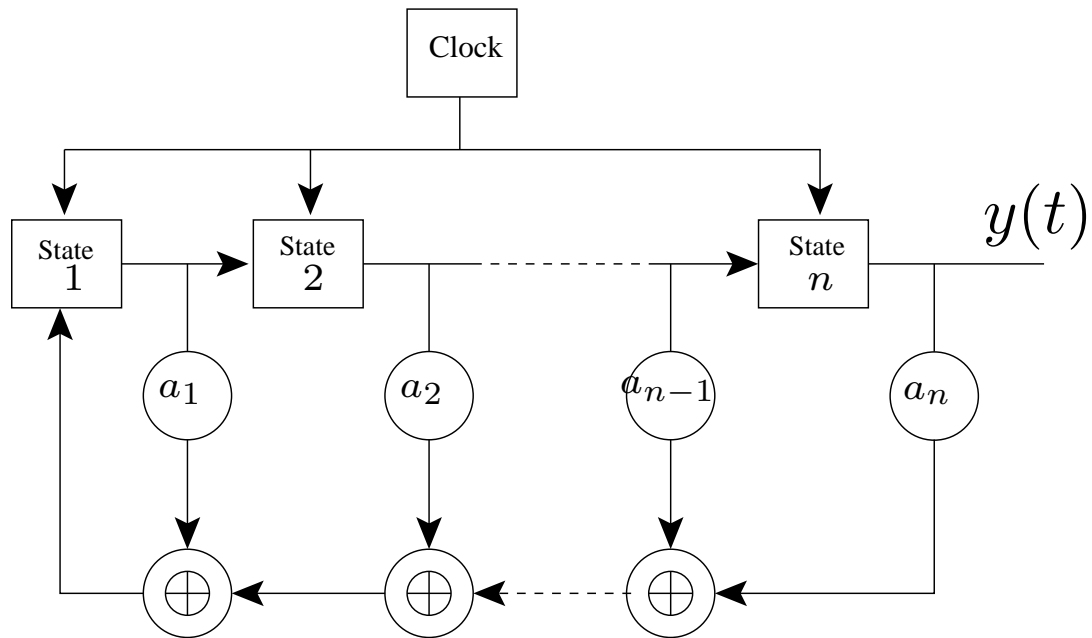 Clock
y(t)
State
1
State
2
State
n
a₁
a₂
aₙ₋₁
aₙ